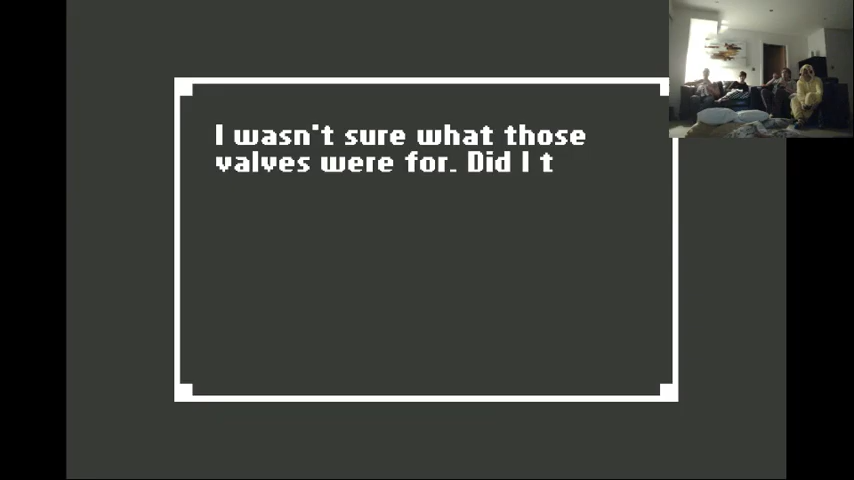 I wasn't sure what those
valves were for. Did I t